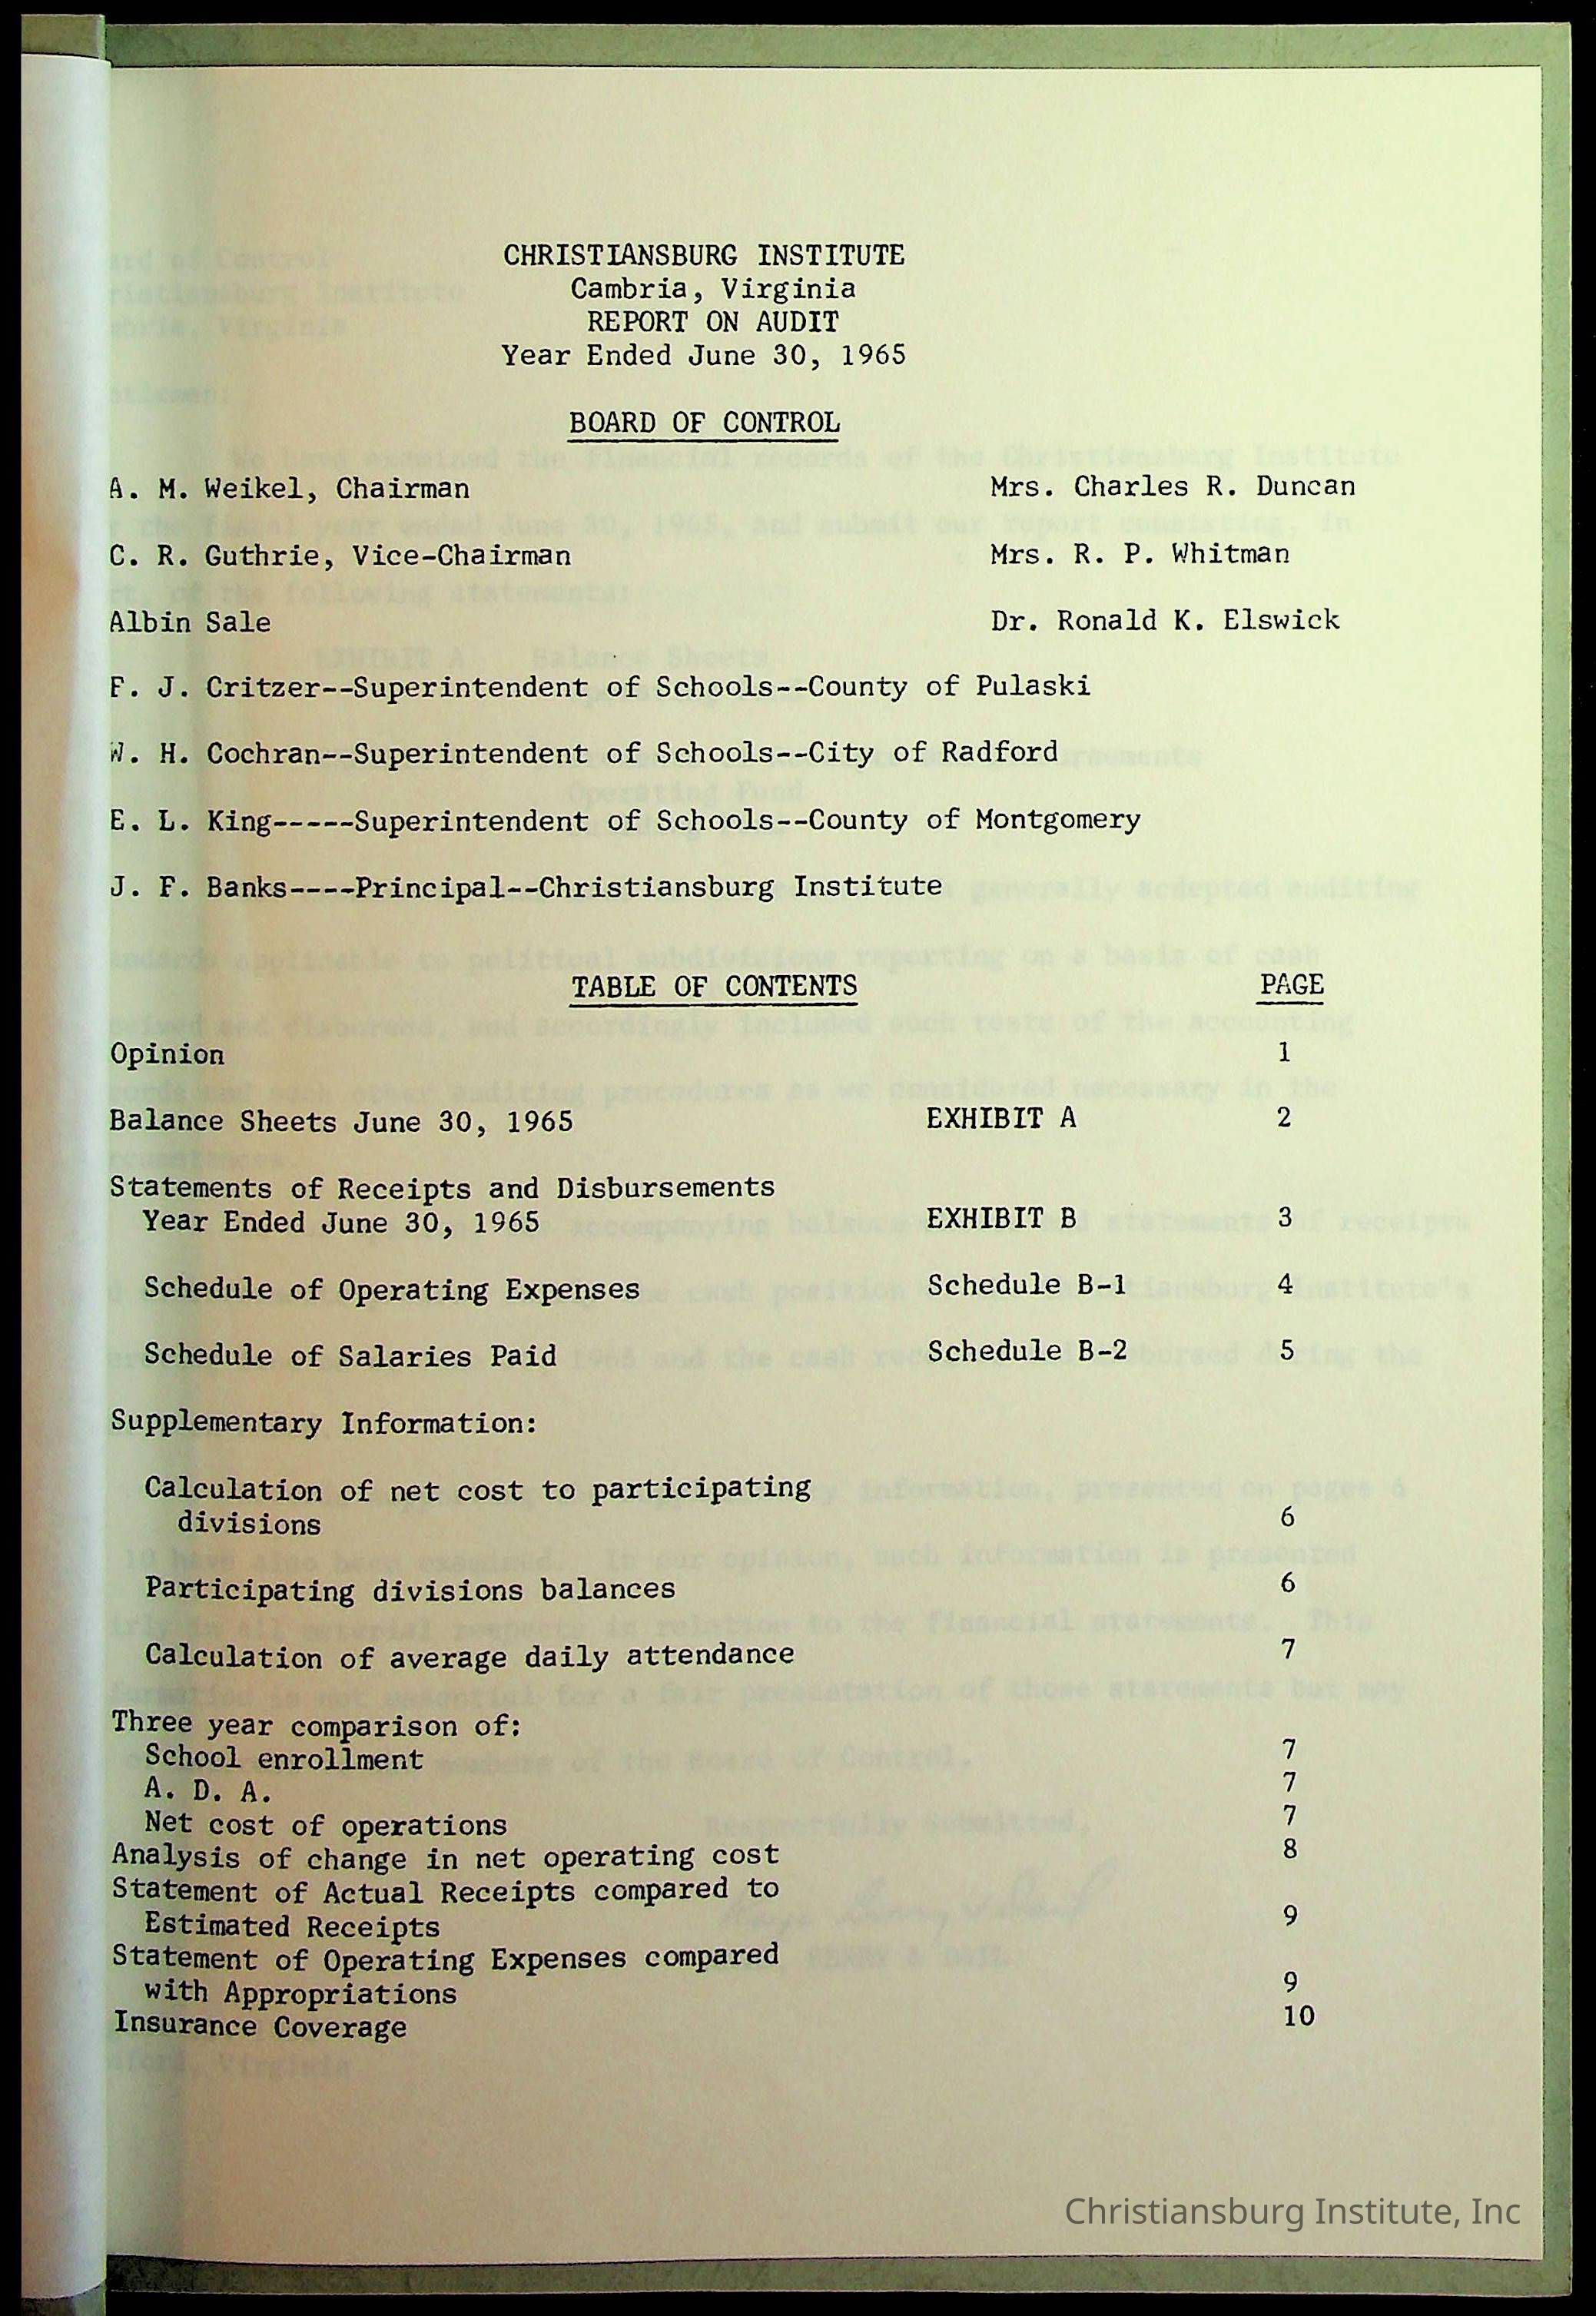 CHRISTIANSBURG INSTITUTE
Cambria, Virginia
REPORT ON AUDIT
Year Ended June 30, 1965
BOARD OF CONTROL
A. M. Weikel, Chairman Mrs. Charles R. Duncan
C. R. Guthrie, Vice-Chairman Mrs. R. P. Whitman
Albin Sale Dr. Ronald K. Elswick
F. J. Critzer--Superintendent of Schools--County of Pulaski
W. H. Cochran--Superintendent of Schools--City of Radford
E. L. King-----Superintendent of Schools--County of Montgomery
J. F. Banks----Principal--Christiansburg Institute
TABLE OF CONTENTS PAGE
Opinion 1
Balance Sheets June 30, 1965 EXHIBIT A 2
Statements of Receipts and Disbursements
Year Ended June 30, 1965 EXHIBIT B 3
Schedule of Operating Expenses Schedule B-1 4
Schedule of Salaries Paid Schedule B-2 5
Supplementary Information:
Calculation of net cost to participating
divisions 6
Participating divisions balances 6
Calculation of average daily attendance 7
Three year comparison of:
School enrollment 7
A. D. A. 7
Net cost of operations 7
Analysis of change in net operating cost 8
Statement of Actual Receipts compared to
Estimated Receipts 9
Statement of Operating Expenses compared
with Appropriations 9
Insurance Coverage 10
Christiansburg Institute, Inc